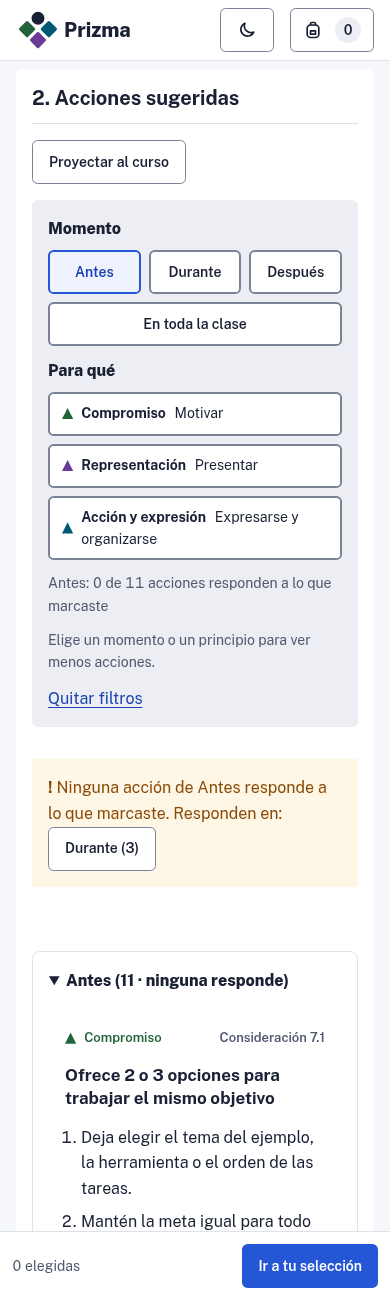 Prizma
0
2. Acciones sugeridas
Proyectar al curso
Momento
Antes
Durante
Después
En toda la clase
Para qué
Compromiso Motivar
Representación Presentar
Acción y expresión Expresarse y
organizarse
Antes: 0 de 11 acciones responden a lo que
marcaste
Elige un momento o un principio para ver
menos acciones.
Quitar filtros
! Ninguna acción de Antes responde a
lo que marcaste. Responden en:
Durante (3)
Antes (11 · ninguna responde)
Compromiso
Consideración 7.1
Ofrece 2 o 3 opciones para
trabajar el mismo objetivo
1. Deja elegir el tema del ejemplo,
la herramienta o el orden de las
tareas.
2. Mantén la meta igual para todo
0 elegidas
Ir a tu selección